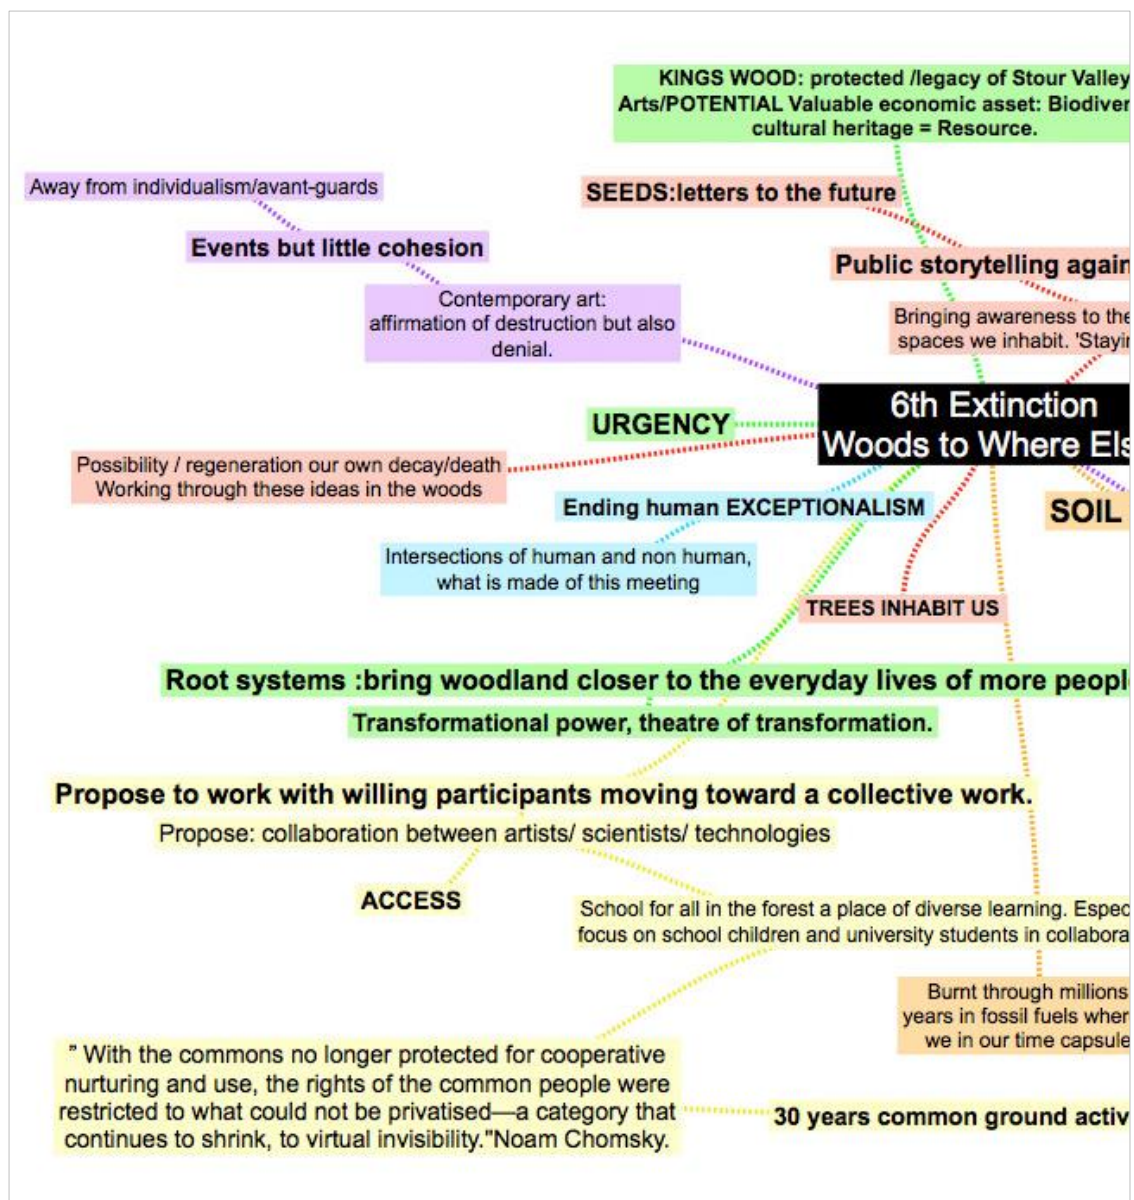 KINGS WOOD: protected /legacy of Stour Valley
Arts/POTENTIAL Valuable economic asset: Biodiver
cultural heritage = Resource.
Away from individualism/avant-guards
SEEDS:letters to the future
Events but little cohesion
Public storytelling again
Contemporary art:
affirmation of destruction but also
denial.
Bringing awareness to the
spaces we inhabit. 'Stayin
6th Extinction
Woods to Where Els
URGENCY
Possibility / regeneration our own decay/death
Working through these ideas in the woods
Ending human EXCEPTIONALISM
SOIL
Intersections of human and non human,
what is made of this meeting
TREES INHABIT US
Root systems :bring woodland closer to the everyday lives of more peopl
Transformational power, theatre of transformation.
Propose to work with willing participants moving toward a collective work.
Propose: collaboration between artists/ scientists/ technologies
ACCESS
School for all in the forest a place of diverse learning. Espec
focus on school children and university students in collabora
Burnt through millions
years in fossil fuels wher
we in our time capsule
" With the commons no longer protected for cooperative
nurturing and use, the rights of the common people were
restricted to what could not be privatised—a category that
continues to shrink, to virtual invisibility."Noam Chomsky.
30 years common ground activ